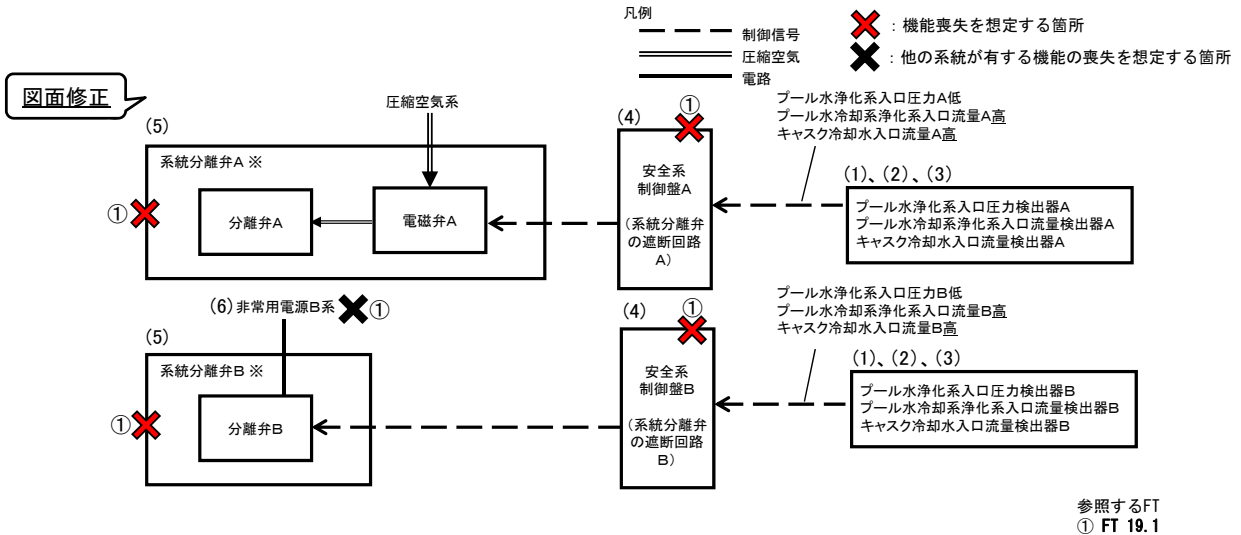 凡例
制御信号
圧縮空気
電路
:機能喪失を想定する箇所
:他の系統が有する機能の喪失を想定する箇所
図面修正
(5)
系統分離弁A ※
①
分離弁A
圧縮空気系
電磁弁A
(4)
①
安全系
制御盤A
(系統分離弁
の遮断回路
A)
プール水浄化系入口圧力A低
プール水冷却系浄化系入口流量A高
キャスク冷却水入口流量A高
(1)、(2)、(3)
プール水浄化系入口圧力検出器A
プール水冷却系浄化系入口流量検出器A
キャスク冷却水入口流量検出器A
(6)非常用電源B系
①
(5)
系統分離弁B ※
①
分離弁B
(4)
①
安全系
制御盤B
(系統分離弁
の遮断回路
B)
プール水浄化系入口圧力B低
プール水冷却系浄化系入口流量B高
キャスク冷却水入口流量B高
(1)、(2)、(3)
プール水浄化系入口圧力検出器B
プール水冷却系浄化系入口流量検出器B
キャスク冷却水入口流量検出器B
参照するFT
① FT 19.1